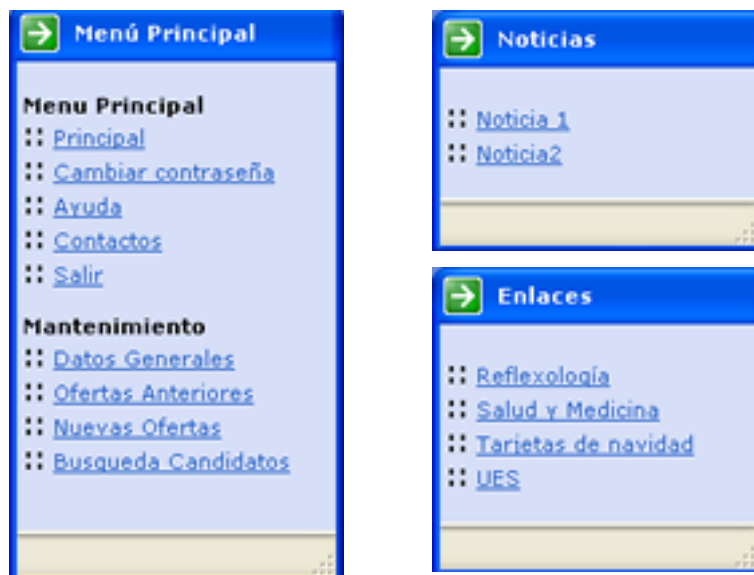 Menú Principal
Menu Principal
Principal
Cambiar contraseña
Ayuda
Contactos
Salir
Mantenimiento
Datos Generales
Ofertas Anteriores
Nuevas Ofertas
Busqueda Candidatos
Noticias
Noticia 1
Noticia2
Enlaces
Reflexología
Salud y Medicina
Tarjetas de navidad
UES